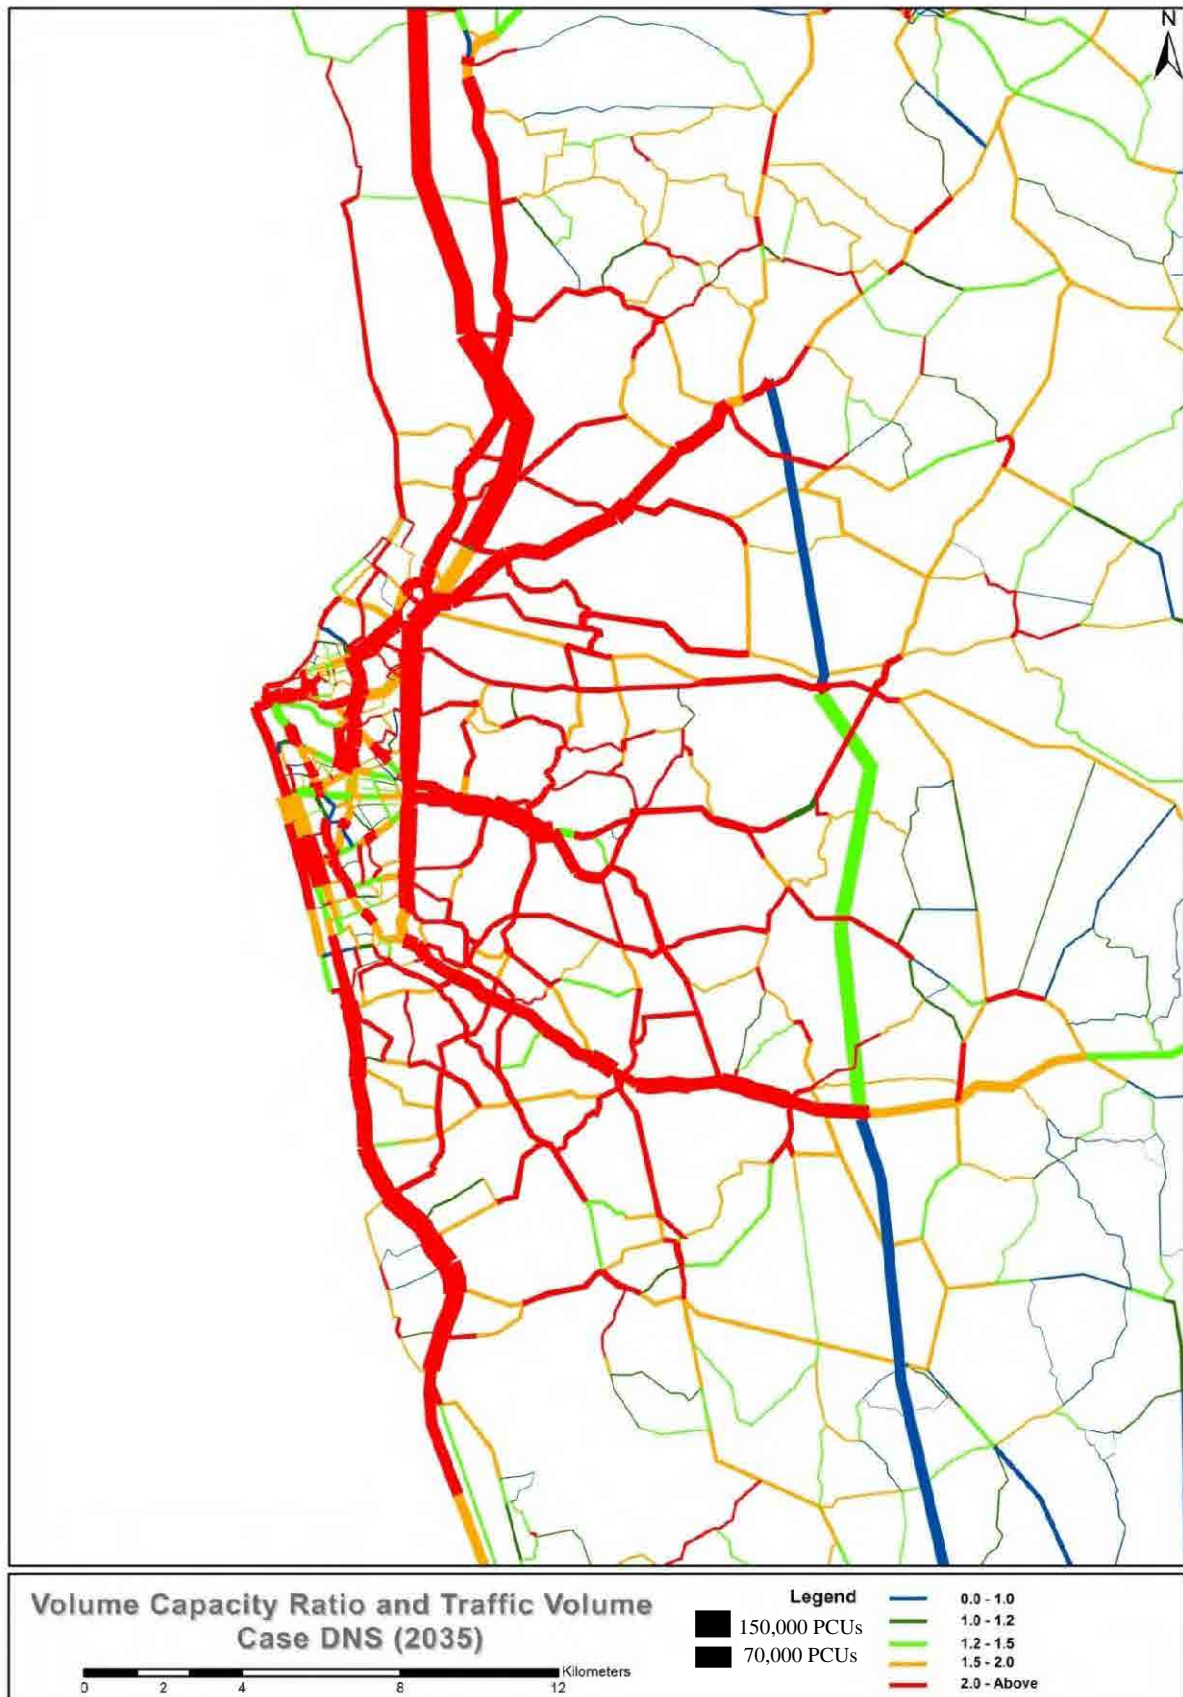 N
Volume Capacity Ratio and Traffic Volume
Case DNS (2035)
0 2 4 8 12 Kilometers
Legend
150,000 PCUs
70,000 PCUs
0.0 - 1.0
1.0 - 1.2
1.2 - 1.5
1.5 - 2.0
2.0 - Above